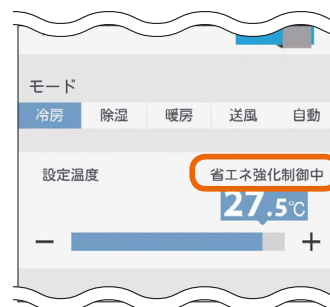 モード
冷房 除湿 暖房 送風 自動
設定温度 省エネ強化制御中
27.5℃
− +